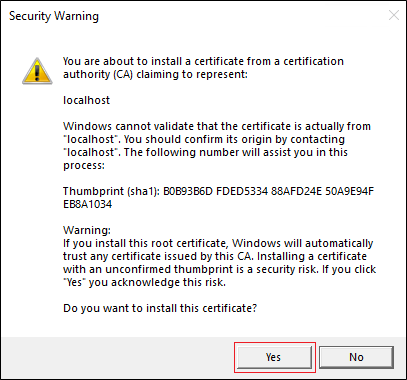 Security Warning
You are about to install a certificate from a certification
authority (CA) claiming to represent:
localhost
Windows cannot validate that the certificate is actually from
"localhost". You should confirm its origin by contacting
"localhost". The following number will assist you in this
process:
Thumbprint (sha1): B0B93B6D FDED5334 88AFD24E 50A9E94F
EB8A1034
Warning:
If you install this root certificate, Windows will automatically
trust any certificate issued by this CA. Installing a certificate
with an unconfirmed thumbprint is a security risk. If you click
"Yes" you acknowledge this risk.
Do you want to install this certificate?
Yes
No